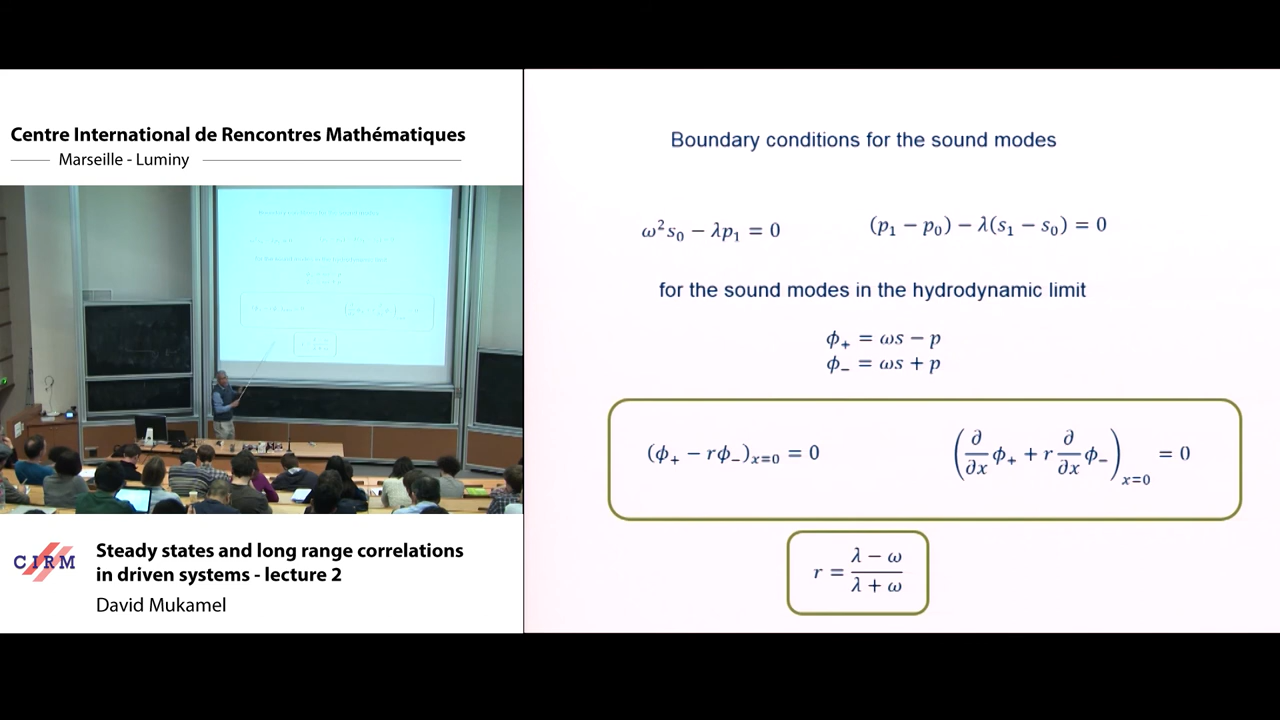 Centre International de Rencontres Mathématiques
Marseille - Luminy
CIRM
Steady states and long range correlations
in driven systems - lecture 2
David Mukamel
Boundary conditions for the sound modes
ω²s₀ − λp₁ = 0
(p₁ − p₀) − λ(s₁ − s₀) = 0
for the sound modes in the hydrodynamic limit
ϕ₊ = ωs − p
ϕ₋ = ωs + p
(ϕ₊ − rϕ₋)ₓ₌₀ = 0
(∂/∂x ϕ₊ + r ∂/∂x ϕ₋)ₓ₌₀ = 0
r = (λ − ω)/(λ + ω)